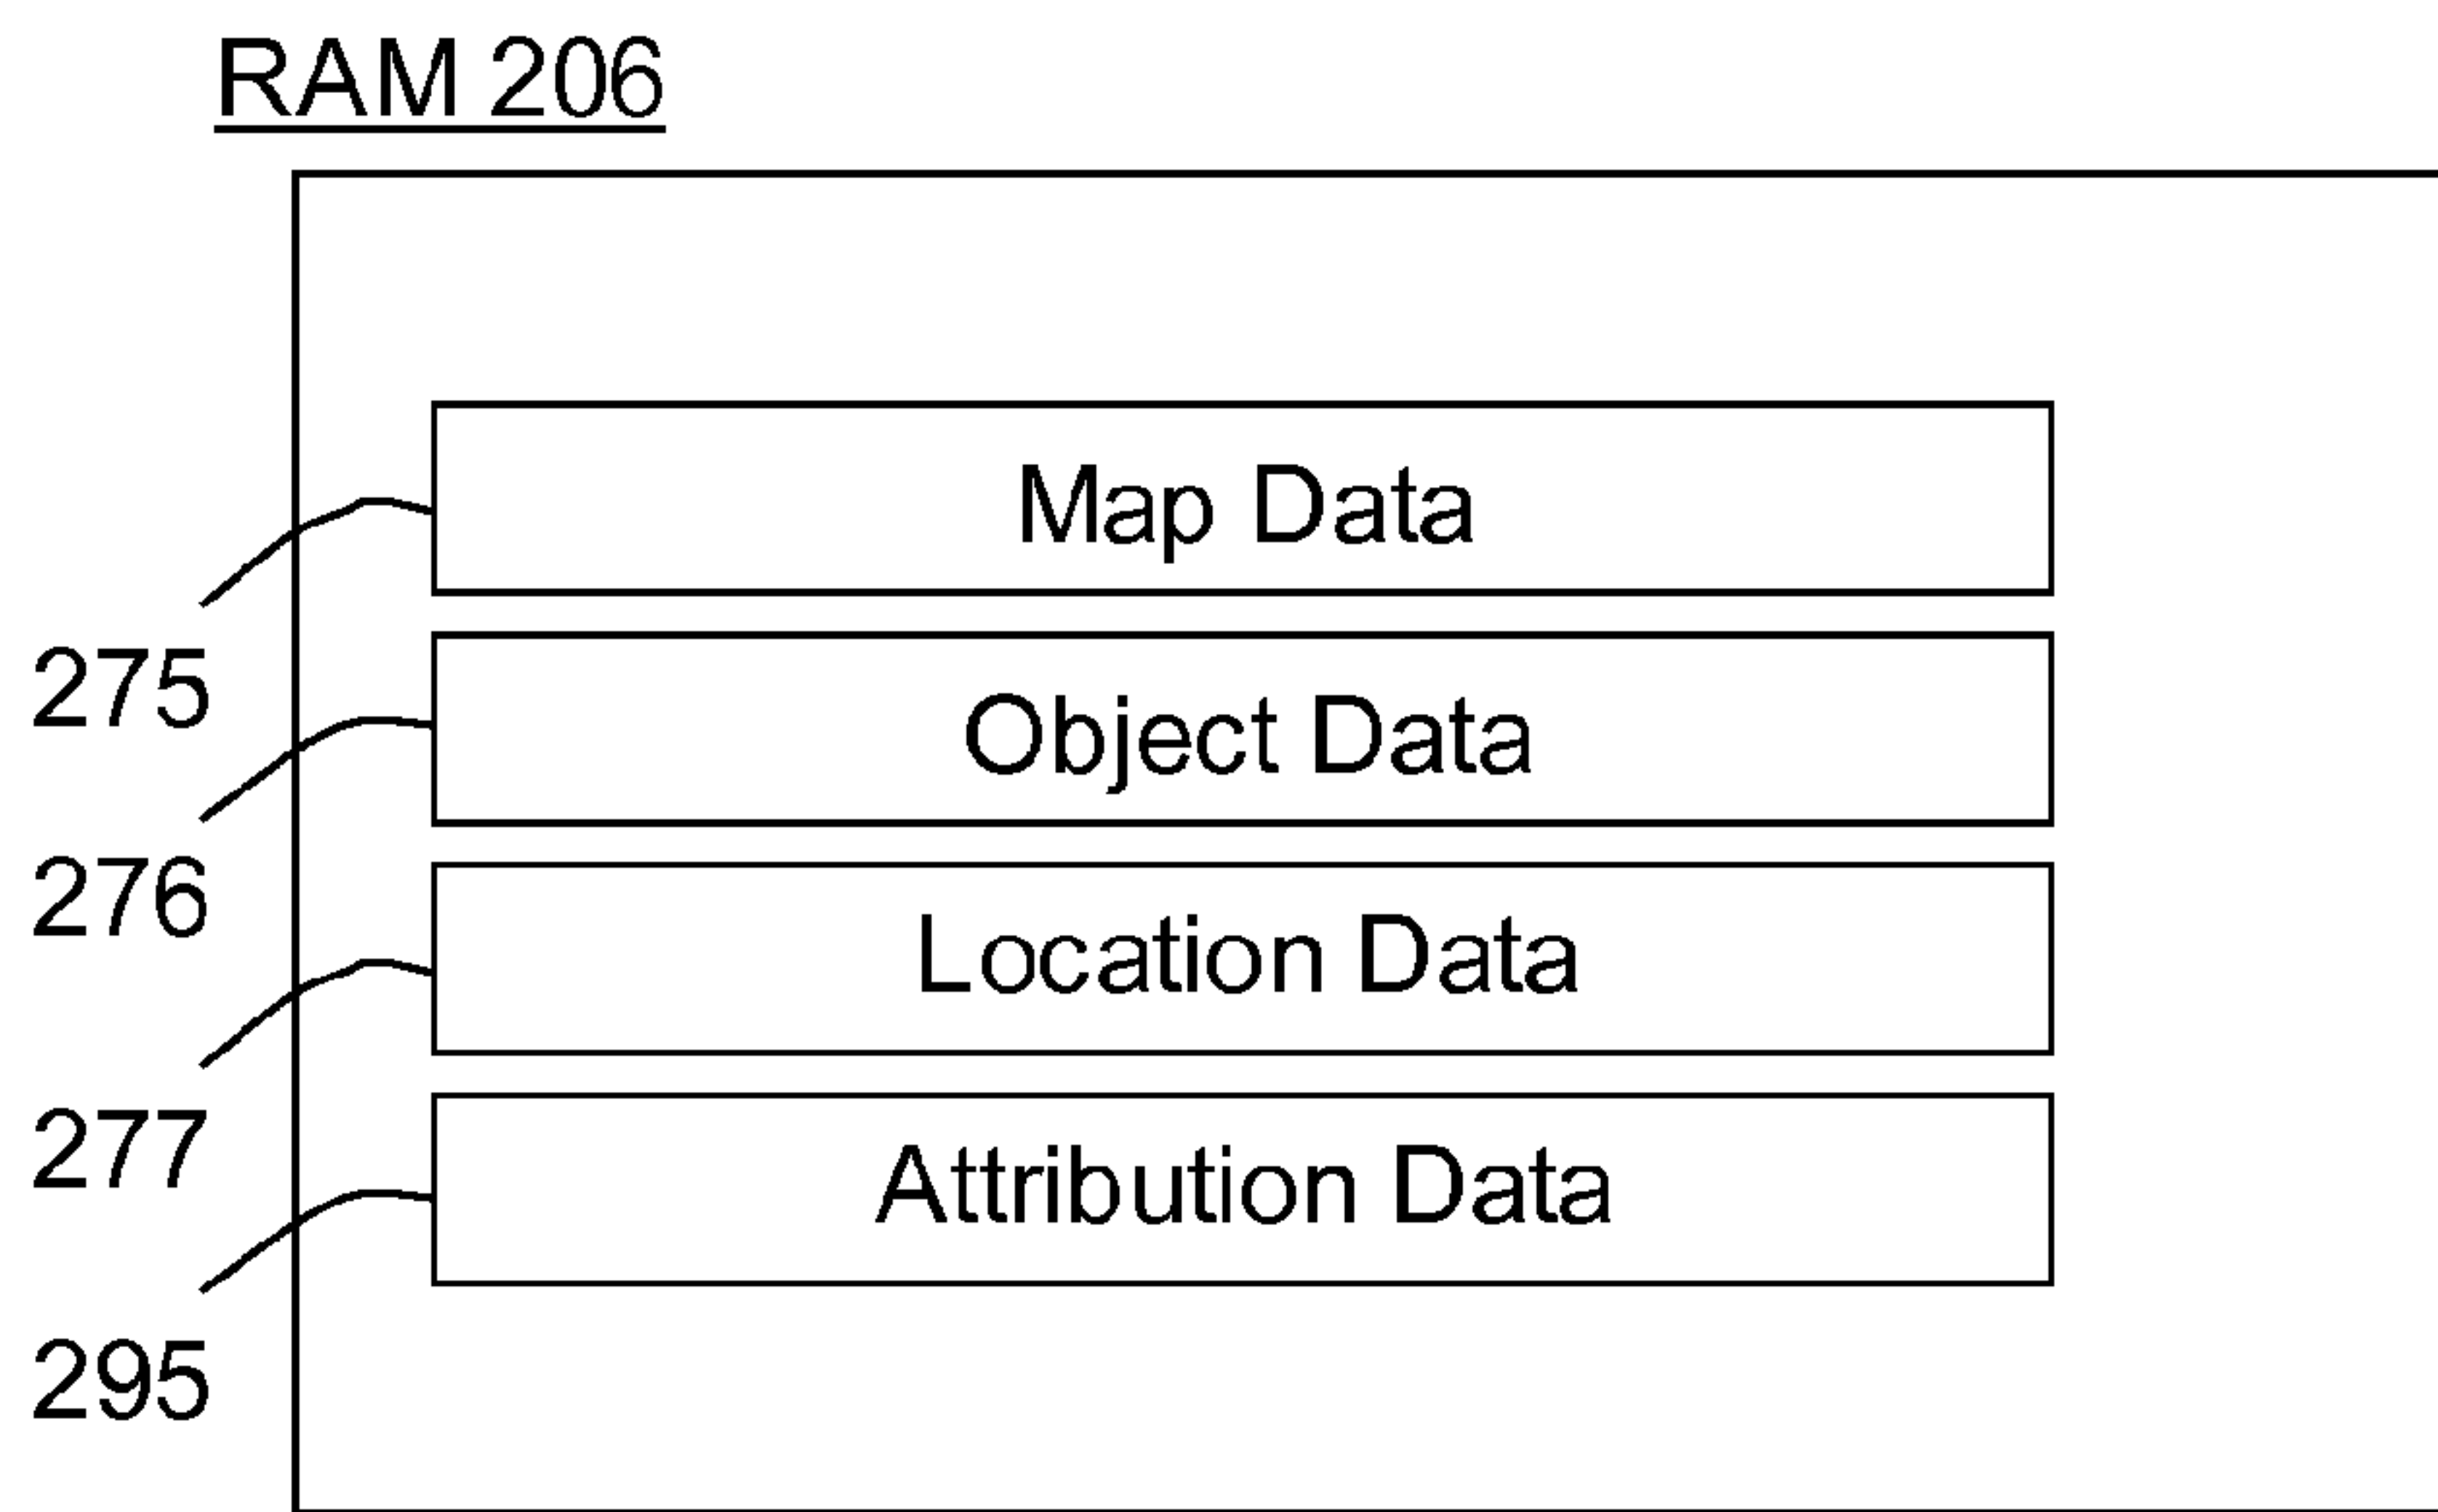 RAM 206
Map Data
275
Object Data
276
Location Data
277
Attribution Data
295